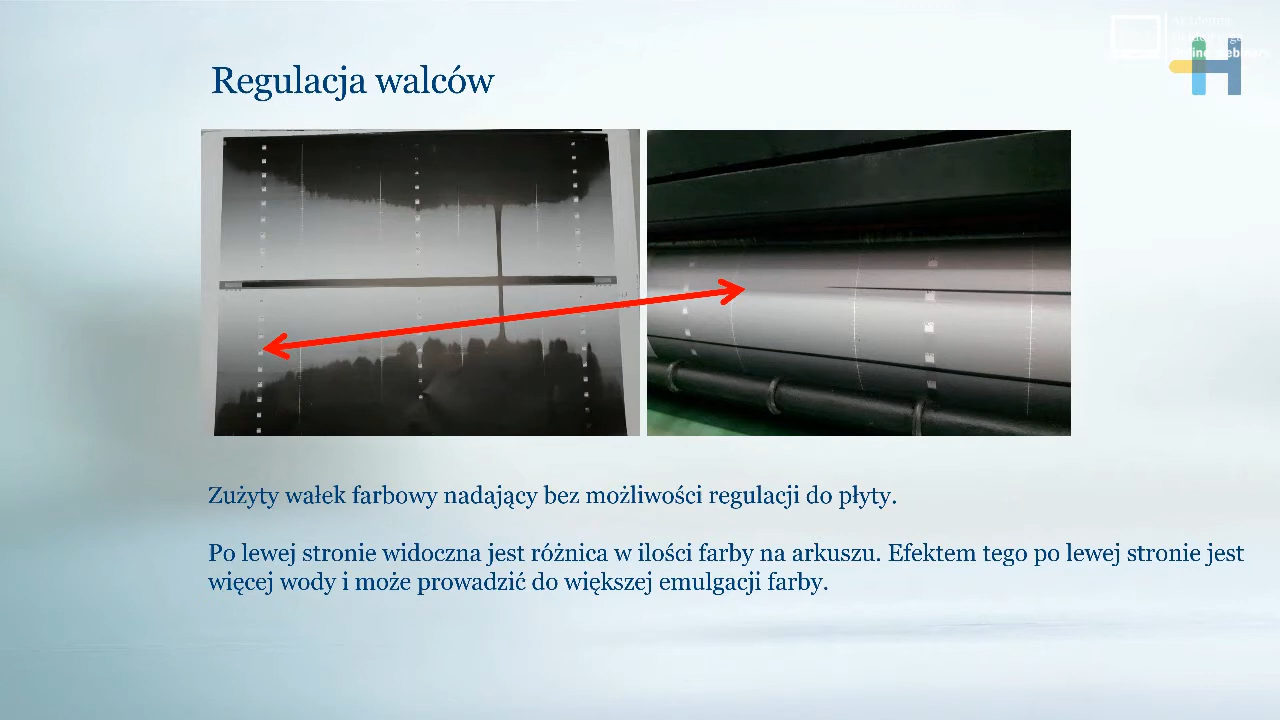 Regulacja walców
Zużyty wałek farbowy nadający bez możliwości regulacji do płyty.
Po lewej stronie widoczna jest różnica w ilości farby na arkuszu. Efektem tego po lewej stronie jest
więcej wody i może prowadzić do większej emulgacji farby.